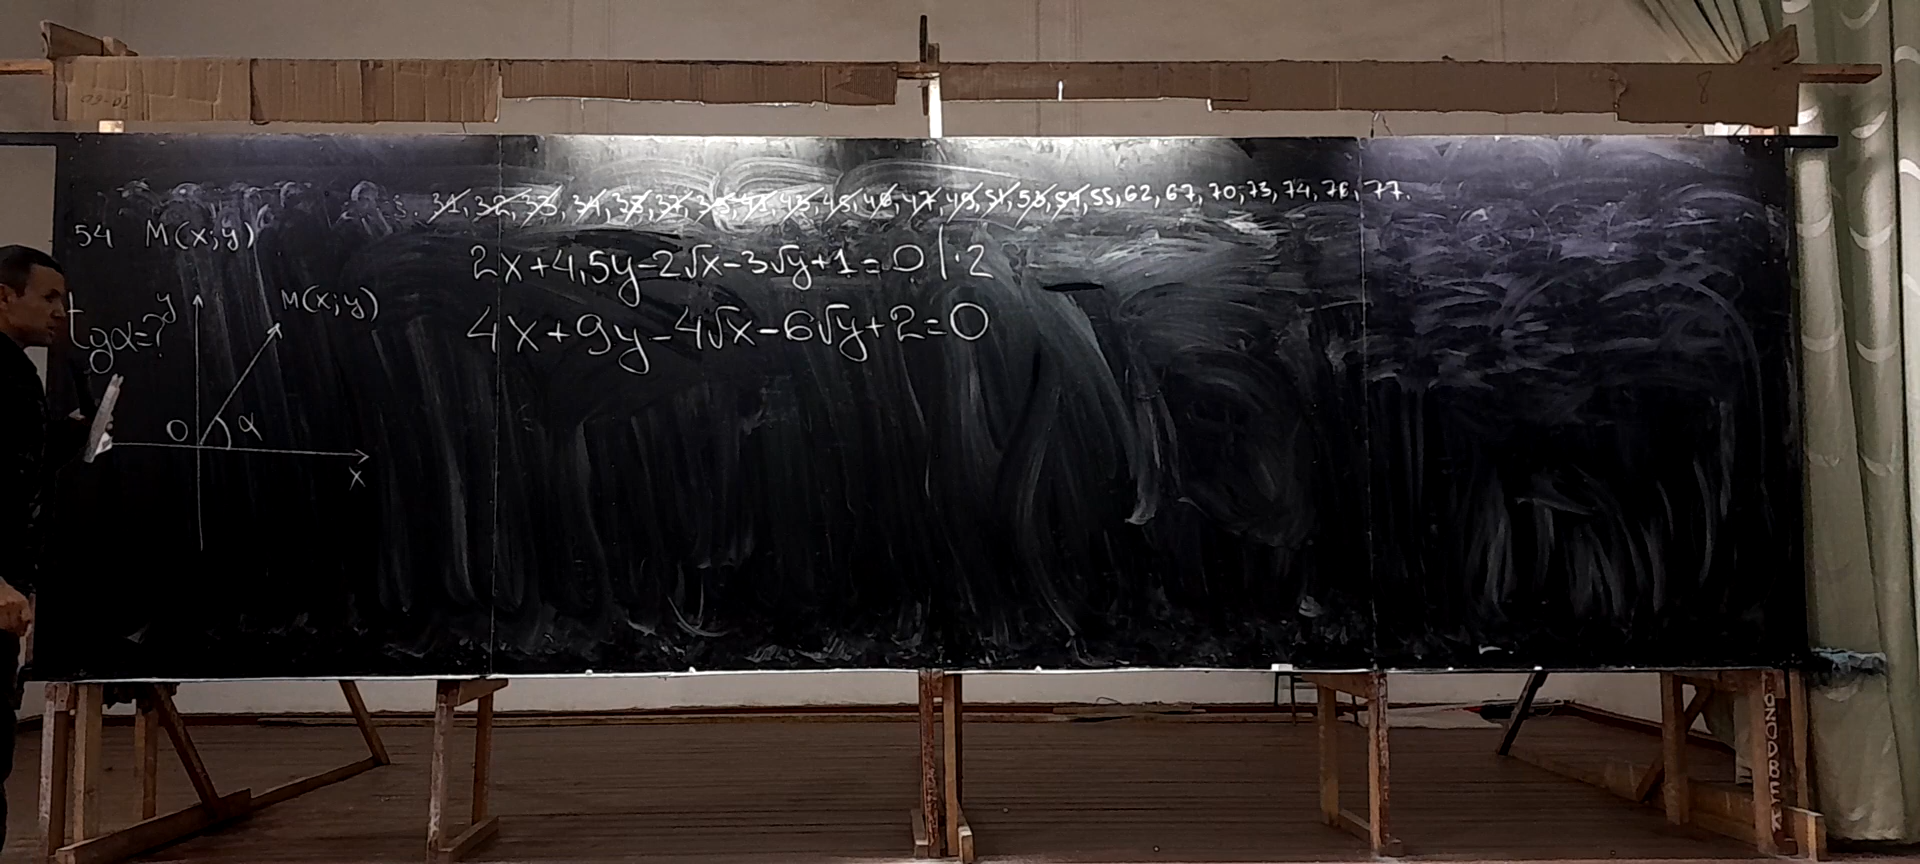 31, 32, 33, 34, 35, 37, 39, 41, 43, 45, 46, 47, 49, 51, 53, 54, 55, 62, 67, 70, 73, 74, 76, 77.
54 M(x;y)
2x+4,5y-2√x-3√y+1=0 |·2
4x+9y-4√x-6√y+2=0
tgα=?
y
M(x;y)
O
α
x
8